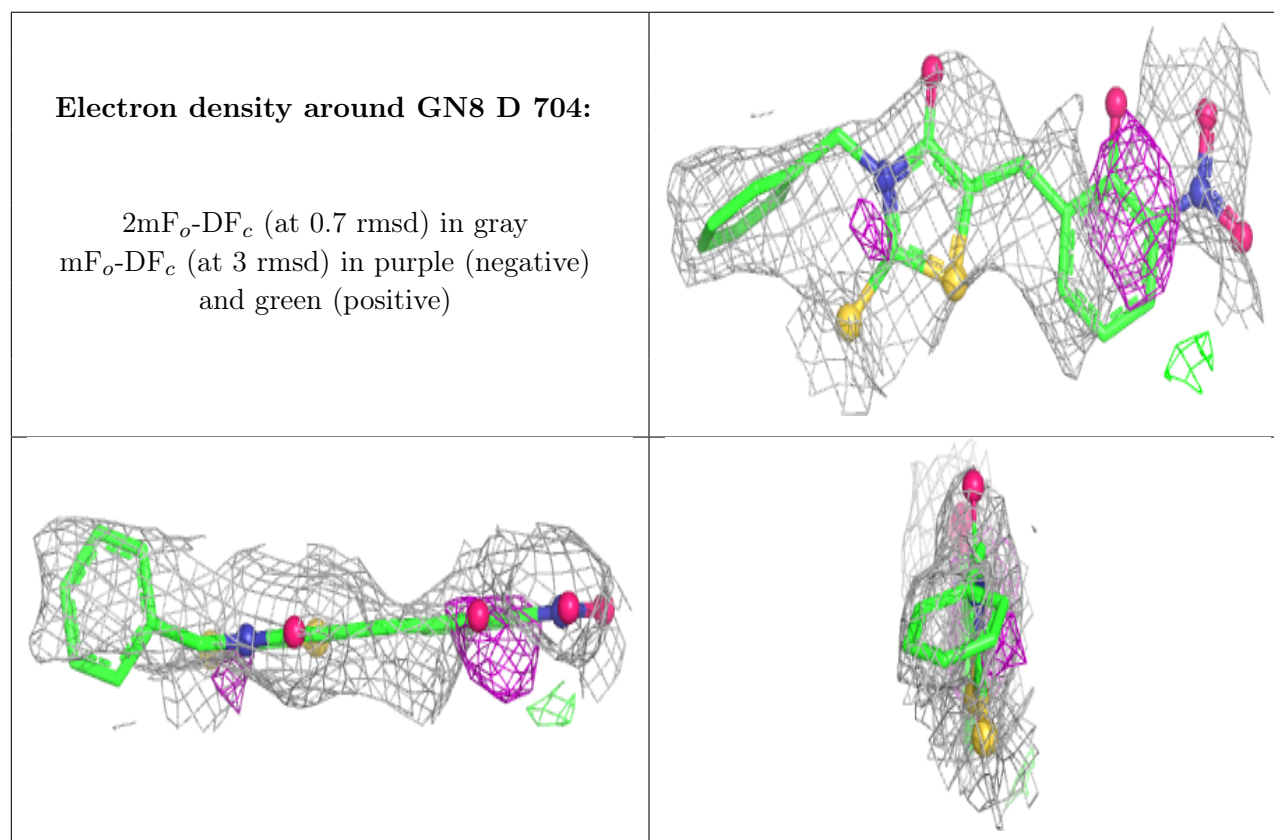 Electron density around GN8 D 704:
2mFₒ-DF𝑐 (at 0.7 rmsd) in gray
mFₒ-DF𝑐 (at 3 rmsd) in purple (negative)
and green (positive)